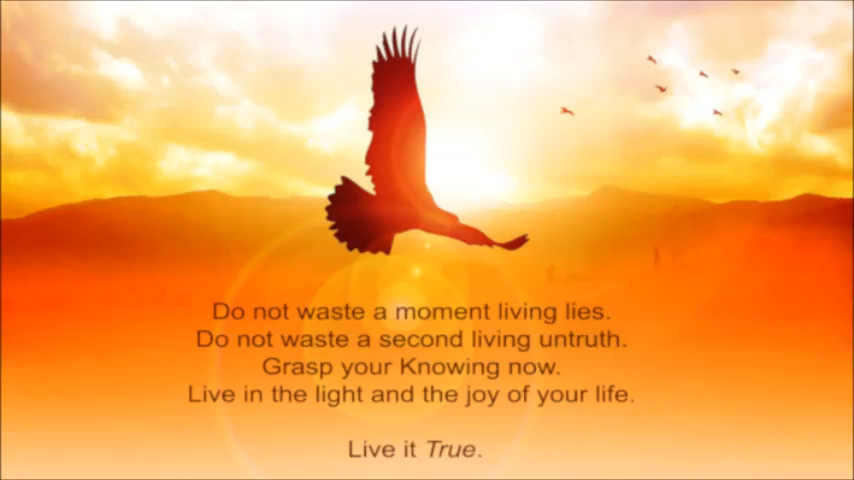 Do not waste a moment living lies.
Do not waste a second living untruth.
Grasp your Knowing now.
Live in the light and the joy of your life.
Live it True.